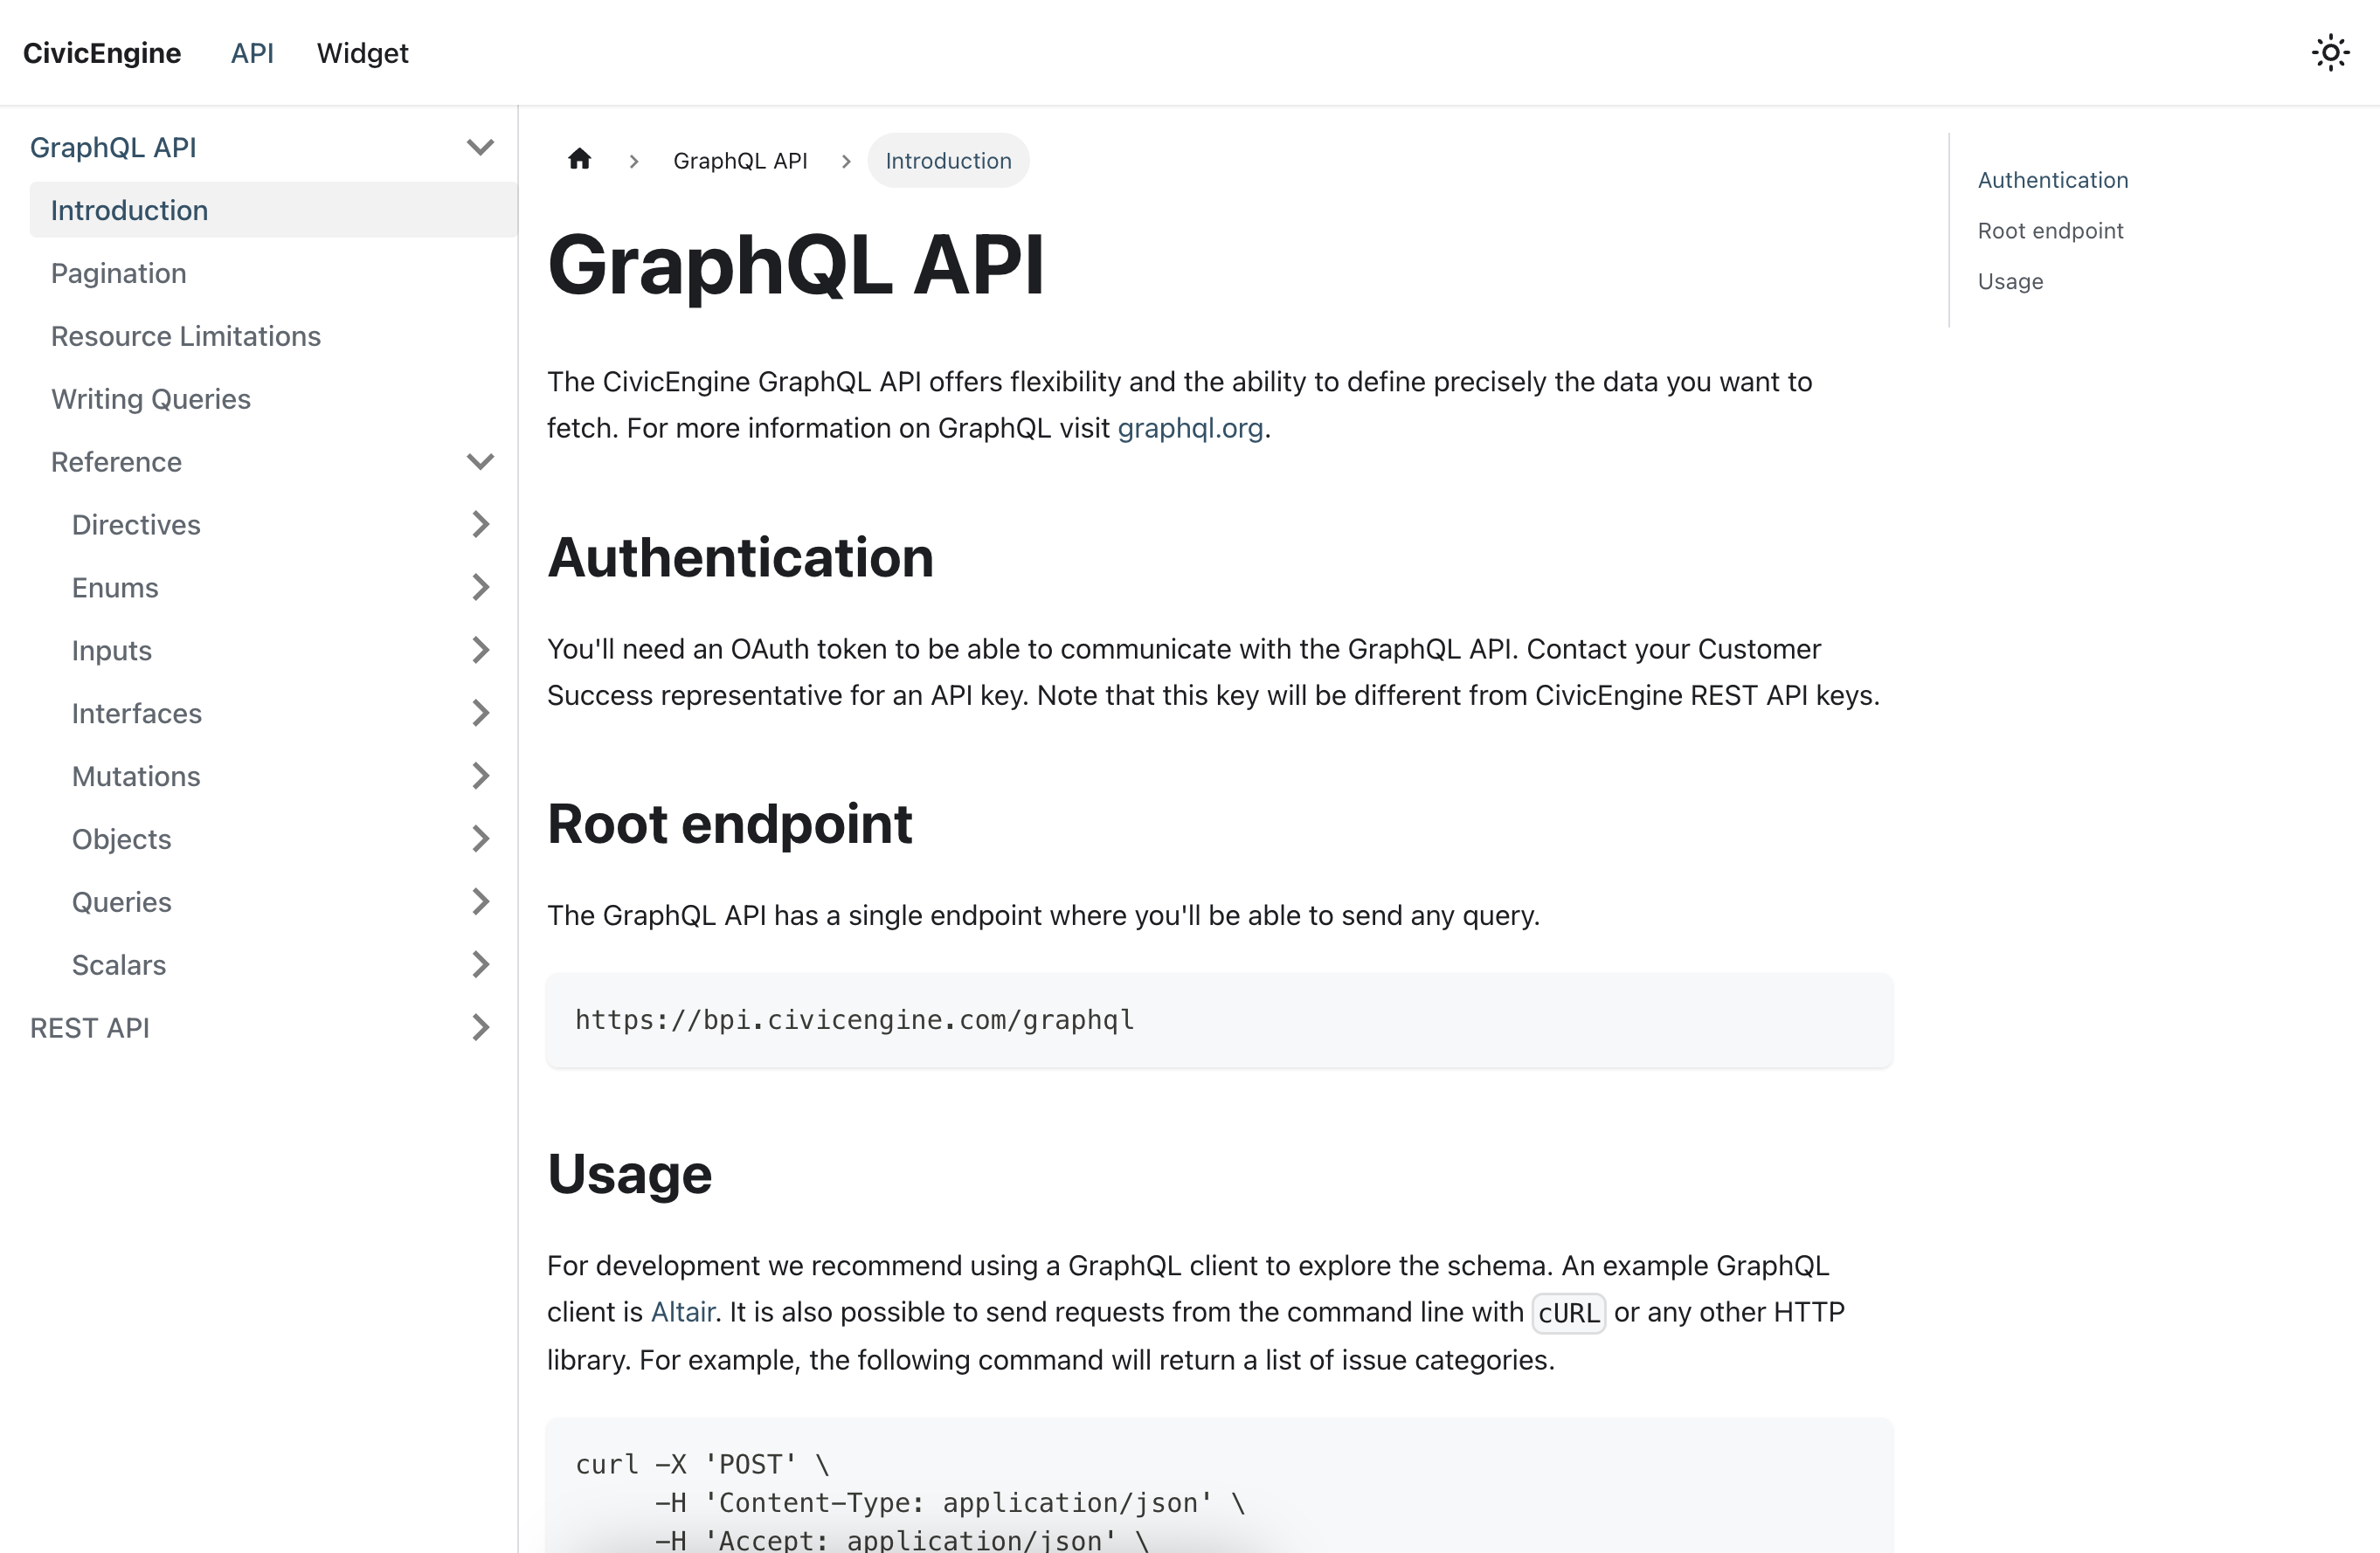 CivicEngine API Widget
GraphQL API
Introduction
Pagination
Resource Limitations
Writing Queries
Reference
Directives
Enums
Inputs
Interfaces
Mutations
Objects
Queries
Scalars
REST API
GraphQL API Introduction
GraphQL API
The CivicEngine GraphQL API offers flexibility and the ability to define precisely the data you want to
fetch. For more information on GraphQL visit graphql.org.
Authentication
You'll need an OAuth token to be able to communicate with the GraphQL API. Contact your Customer
Success representative for an API key. Note that this key will be different from CivicEngine REST API keys.
Root endpoint
The GraphQL API has a single endpoint where you'll be able to send any query.
https://bpi.civicengine.com/graphql
Usage
For development we recommend using a GraphQL client to explore the schema. An example GraphQL
client is Altair. It is also possible to send requests from the command line with cURL or any other HTTP
library. For example, the following command will return a list of issue categories.
curl -X 'POST' \
-H 'Content-Type: application/json' \
-H 'Accept: application/json' \
Authentication
Root endpoint
Usage